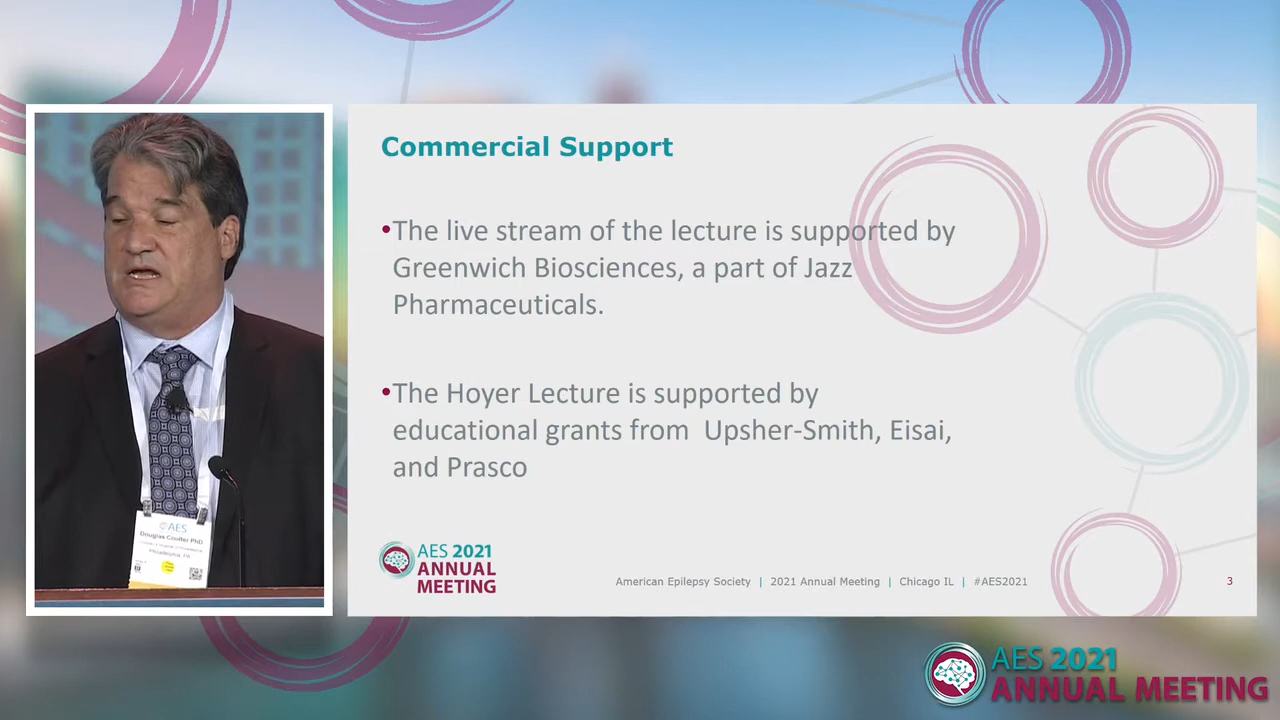 Commercial Support
•The live stream of the lecture is supported by
Greenwich Biosciences, a part of Jazz
Pharmaceuticals.
•The Hoyer Lecture is supported by
educational grants from Upsher-Smith, Eisai,
and Prasco
AES 2021
ANNUAL
MEETING
American Epilepsy Society | 2021 Annual Meeting | Chicago IL | #AES2021
3
AES
Douglas Coulter PhD
Philadelphia, PA
AES 2021
ANNUAL MEETING